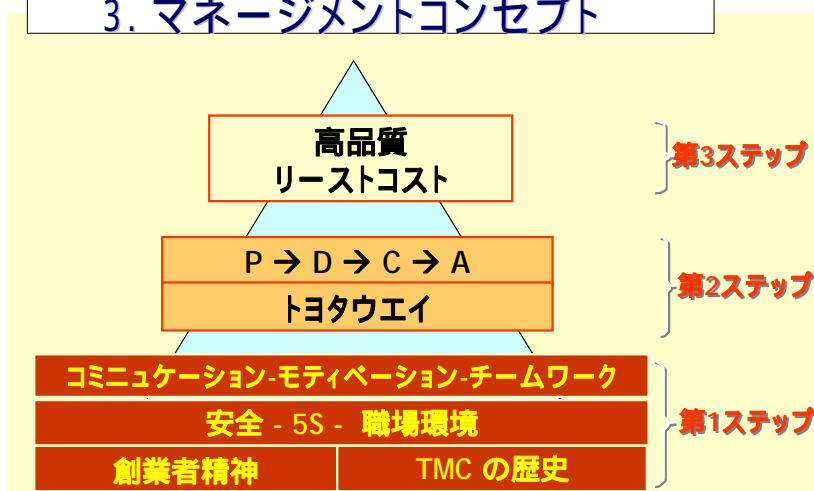 3. マネージメントコンセプト
高品質
リーストコスト
第3ステップ
P → D → C → A
トヨタウエイ
第2ステップ
コミニュケーション-モティベーション-チームワーク
安全 - 5S - 職場環境
創業者精神
TMC の歴史
第1ステップ